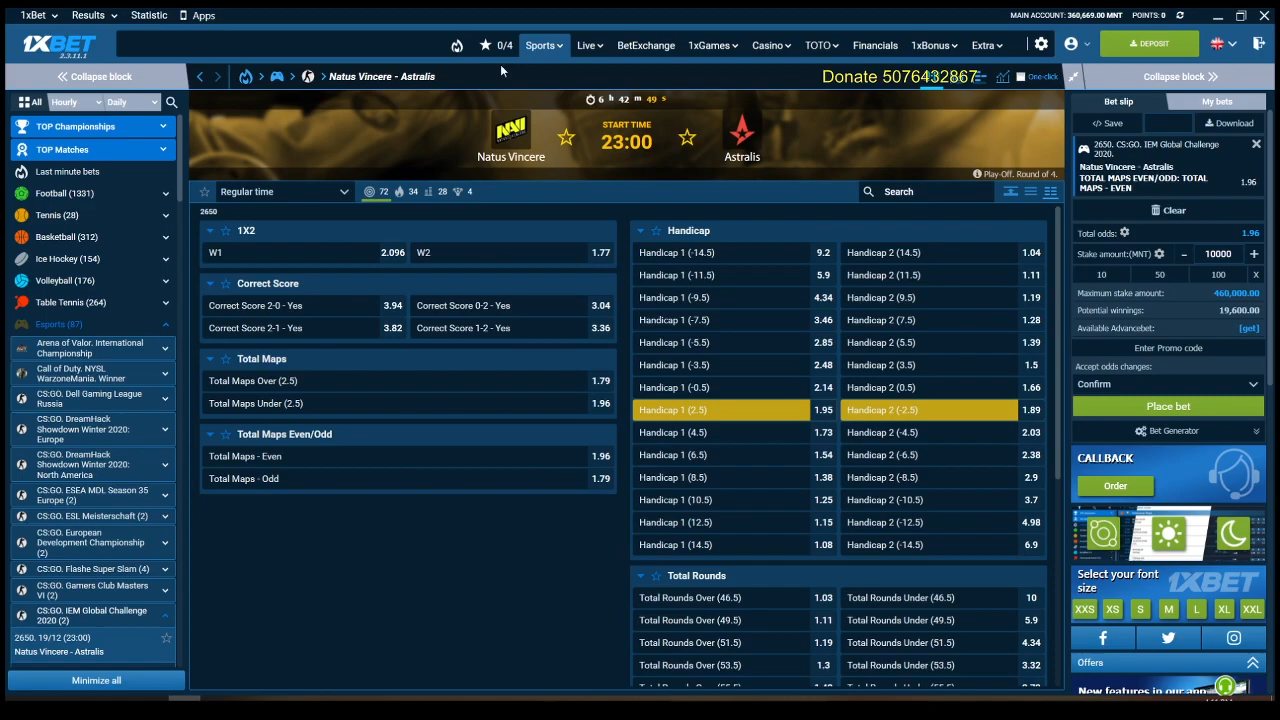 1xBet Results Statistic Apps MAIN ACCOUNT: 360,669.00 MNT POINTS: 0
1XBET 2.3.11.1 0/4 Sports Live BetExchange 1xGames Casino TOTO Financials 1xBonus Extra DEPOSIT
Collapse block Natus Vincere - Astralis Donate 5076432867 One-click Collapse block
All Hourly Daily
TOP Championships
TOP Matches
Last minute bets
Football (1331)
Tennis (28)
Basketball (312)
Ice Hockey (154)
Volleyball (176)
Table Tennis (264)
Esports (87)
Arena of Valor. International
Championship
Call of Duty. NYSL
WarzoneMania. Winner
CS:GO. Dell Gaming League
Russia
CS:GO. DreamHack
Showdown Winter 2020:
Europe
CS:GO. DreamHack
Showdown Winter 2020:
North America
CS:GO. ESEA MDL Season 35
Europe (2)
CS:GO. ESL Meisterschaft (2)
CS:GO. European
Development Championship
(2)
CS:GO. Flashe Super Slam (4)
CS:GO. Gamers Club Masters
VI (2)
CS:GO. IEM Global Challenge
2020 (2)
2650. 19/12 (23:00)
Natus Vincere - Astralis
Minimize all
6 h 42 m 49 s
START TIME
23:00
NAVI
Natus Vincere
Astralis
Play-Off. Round of 4.
Regular time 72 34 28 4 Search
2650
1X2
W1 2.096 W2 1.77
Correct Score
Correct Score 2-0 - Yes 3.94 Correct Score 0-2 - Yes 3.04
Correct Score 2-1 - Yes 3.82 Correct Score 1-2 - Yes 3.36
Total Maps
Total Maps Over (2.5) 1.79
Total Maps Under (2.5) 1.96
Total Maps Even/Odd
Total Maps - Even 1.96
Total Maps - Odd 1.79
Handicap
Handicap 1 (-14.5) 9.2 Handicap 2 (14.5) 1.04
Handicap 1 (-11.5) 5.9 Handicap 2 (11.5) 1.11
Handicap 1 (-9.5) 4.34 Handicap 2 (9.5) 1.19
Handicap 1 (-7.5) 3.46 Handicap 2 (7.5) 1.28
Handicap 1 (-5.5) 2.85 Handicap 2 (5.5) 1.39
Handicap 1 (-3.5) 2.48 Handicap 2 (3.5) 1.5
Handicap 1 (-0.5) 2.14 Handicap 2 (0.5) 1.66
Handicap 1 (2.5) 1.95 Handicap 2 (-2.5) 1.89
Handicap 1 (4.5) 1.73 Handicap 2 (-4.5) 2.03
Handicap 1 (6.5) 1.54 Handicap 2 (-6.5) 2.38
Handicap 1 (8.5) 1.38 Handicap 2 (-8.5) 2.9
Handicap 1 (10.5) 1.25 Handicap 2 (-10.5) 3.7
Handicap 1 (12.5) 1.15 Handicap 2 (-12.5) 4.98
Handicap 1 (14.5) 1.08 Handicap 2 (-14.5) 6.9
Total Rounds
Total Rounds Over (46.5) 1.03 Total Rounds Under (46.5) 10
Total Rounds Over (49.5) 1.11 Total Rounds Under (49.5) 5.9
Total Rounds Over (51.5) 1.19 Total Rounds Under (51.5) 4.34
Total Rounds Over (53.5) 1.3 Total Rounds Under (53.5) 3.32
Bet slip My bets
Save Download
2650. CS:GO. IEM Global Challenge
2020.
Natus Vincere - Astralis
TOTAL MAPS EVEN/ODD: TOTAL
MAPS - EVEN 1.96
Clear
Total odds: 1.96
Stake amount:(MNT) - 10000 +
10 50 100 X
Maximum stake amount: 460,000.00
Potential winnings: 19,600.00
Available Advancebet: [get]
Enter Promo code
Accept odds changes:
Confirm
Place bet
Bet Generator
CALLBACK
Order
Select your font
size
1XBET
XXS XS S M L XL XXL
Offers
New features in our app